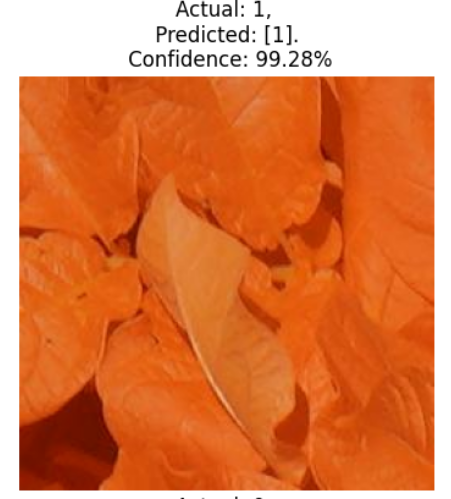 Actual: 1,
Predicted: [1].
Confidence: 99.28%